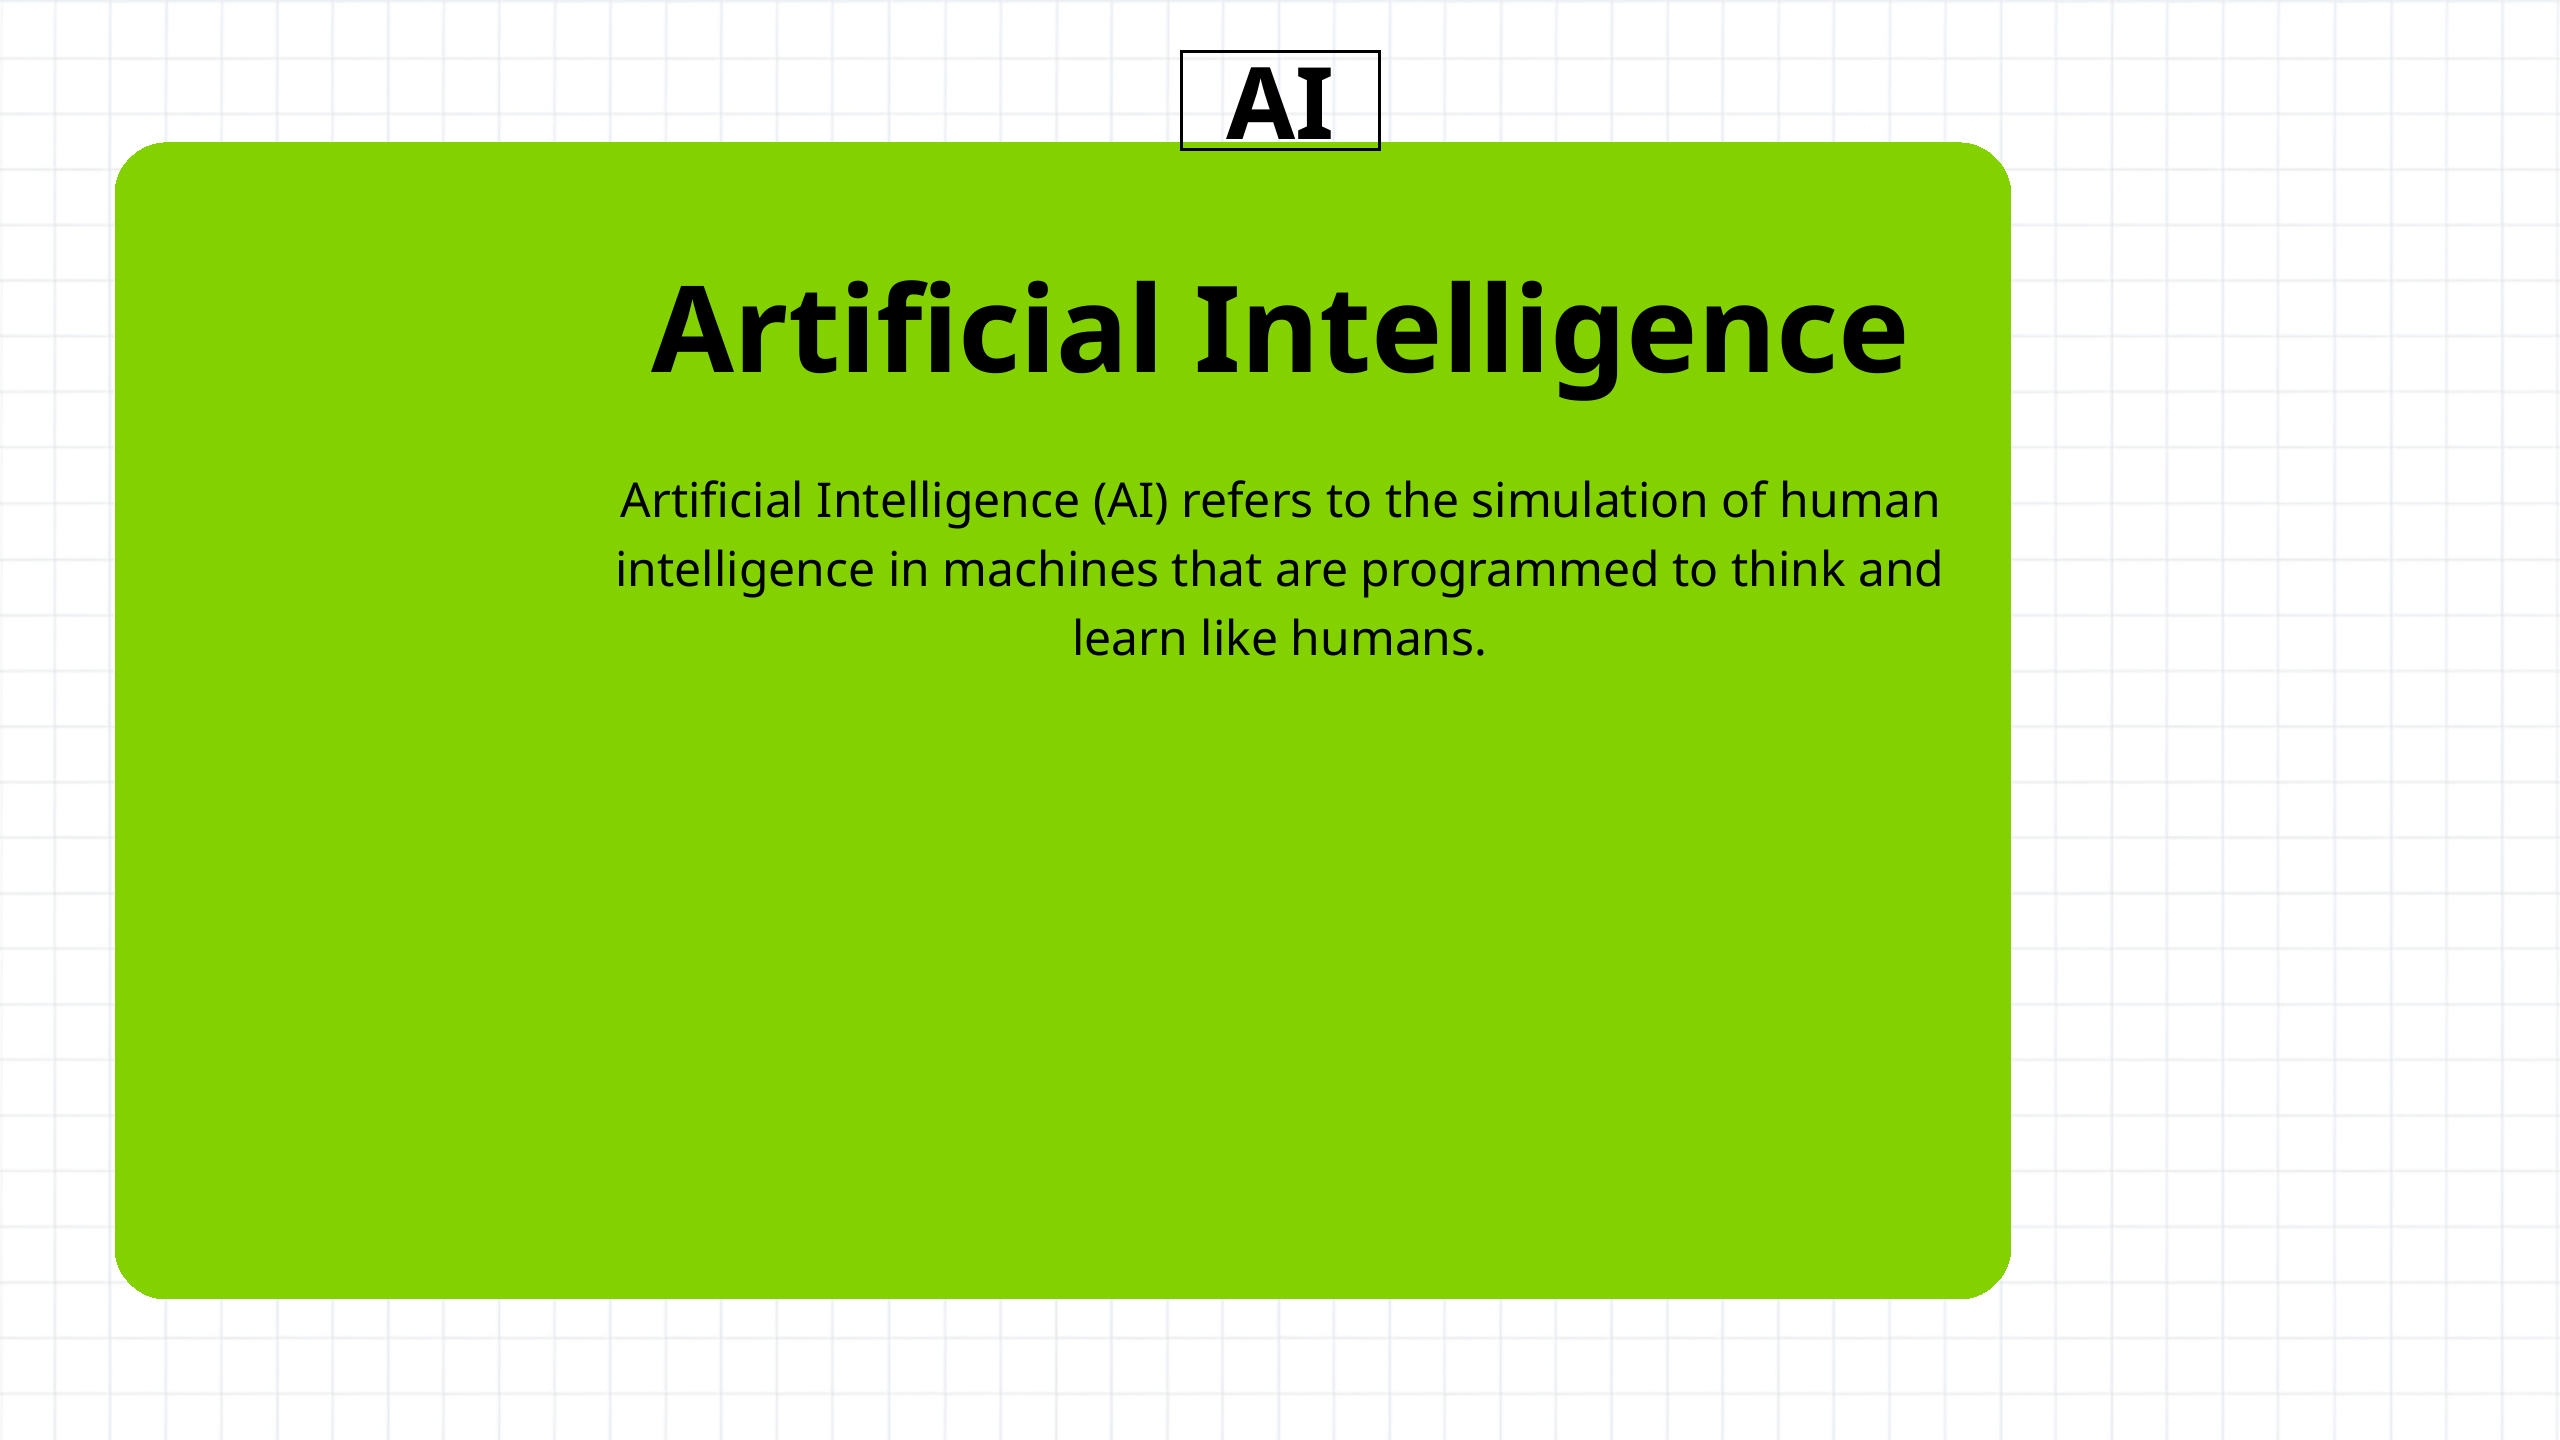 AI
Artificial Intelligence
Artificial Intelligence (AI) refers to the simulation of human
intelligence in machines that are programmed to think and
learn like humans.